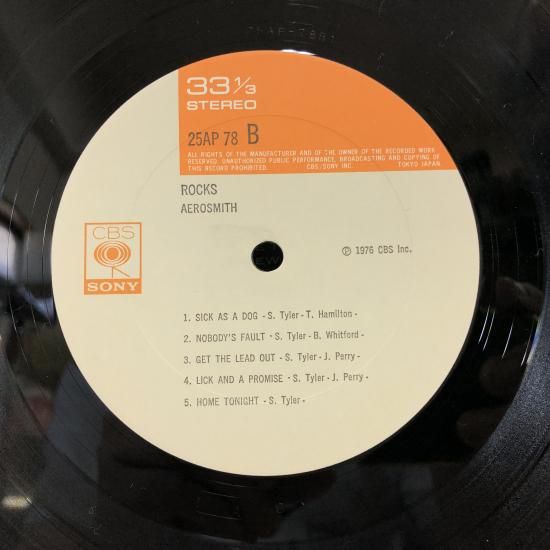 33 1/3
STEREO
25AP 78 B
ALL RIGHTS OF THE MANUFACTURER AND OF THE OWNER OF THE RECORDED WORK
RESERVED. UNAUTHORIZED PUBLIC PERFORMANCE, BROADCASTING AND COPYING OF
THIS RECORD PROHIBITED. CBS/SONY INC. TOKYO JAPAN
ROCKS
AEROSMITH
CBS
SONY
℗ 1976 CBS Inc.
1. SICK AS A DOG - S. Tyler - T. Hamilton -
2. NOBODY'S FAULT - S. Tyler - B. Whitford -
3. GET THE LEAD OUT - S. Tyler - J. Perry -
4. LICK AND A PROMISE - S. Tyler - J. Perry -
5. HOME TONIGHT - S. Tyler -